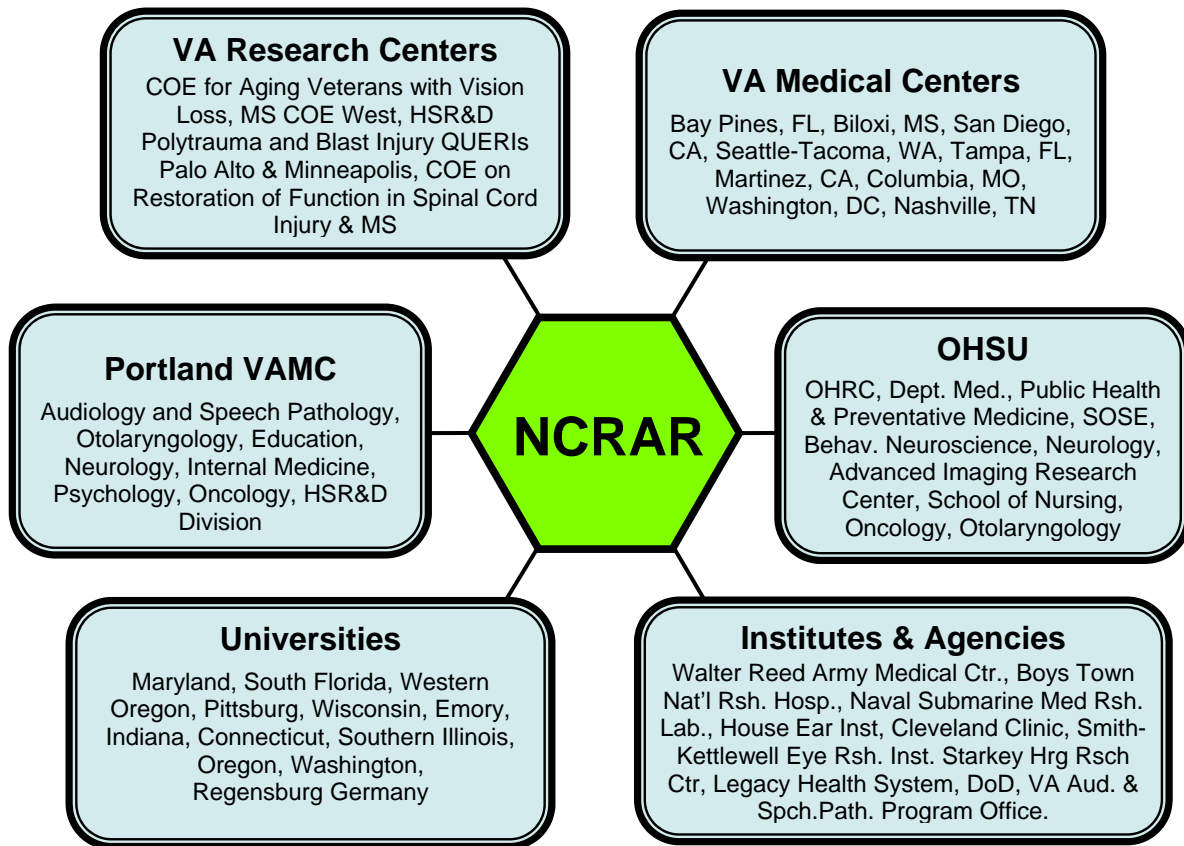 VA Research Centers
COE for Aging Veterans with Vision
Loss, MS COE West, HSR&D
Polytrauma and Blast Injury QUERIs
Palo Alto & Minneapolis, COE on
Restoration of Function in Spinal Cord
Injury & MS
VA Medical Centers
Bay Pines, FL, Biloxi, MS, San Diego,
CA, Seattle-Tacoma, WA, Tampa, FL,
Martinez, CA, Columbia, MO,
Washington, DC, Nashville, TN
Portland VAMC
Audiology and Speech Pathology,
Otolaryngology, Education,
Neurology, Internal Medicine,
Psychology, Oncology, HSR&D
Division
NCRAR
OHSU
OHRC, Dept. Med., Public Health
& Preventative Medicine, SOSE,
Behav. Neuroscience, Neurology,
Advanced Imaging Research
Center, School of Nursing,
Oncology, Otolaryngology
Universities
Maryland, South Florida, Western
Oregon, Pittsburg, Wisconsin, Emory,
Indiana, Connecticut, Southern Illinois,
Oregon, Washington,
Regensburg Germany
Institutes & Agencies
Walter Reed Army Medical Ctr., Boys Town
Nat’l Rsh. Hosp., Naval Submarine Med Rsh.
Lab., House Ear Inst, Cleveland Clinic, Smith-
Kettlewell Eye Rsh. Inst. Starkey Hrg Rsch
Ctr, Legacy Health System, DoD, VA Aud. &
Spch.Path. Program Office.